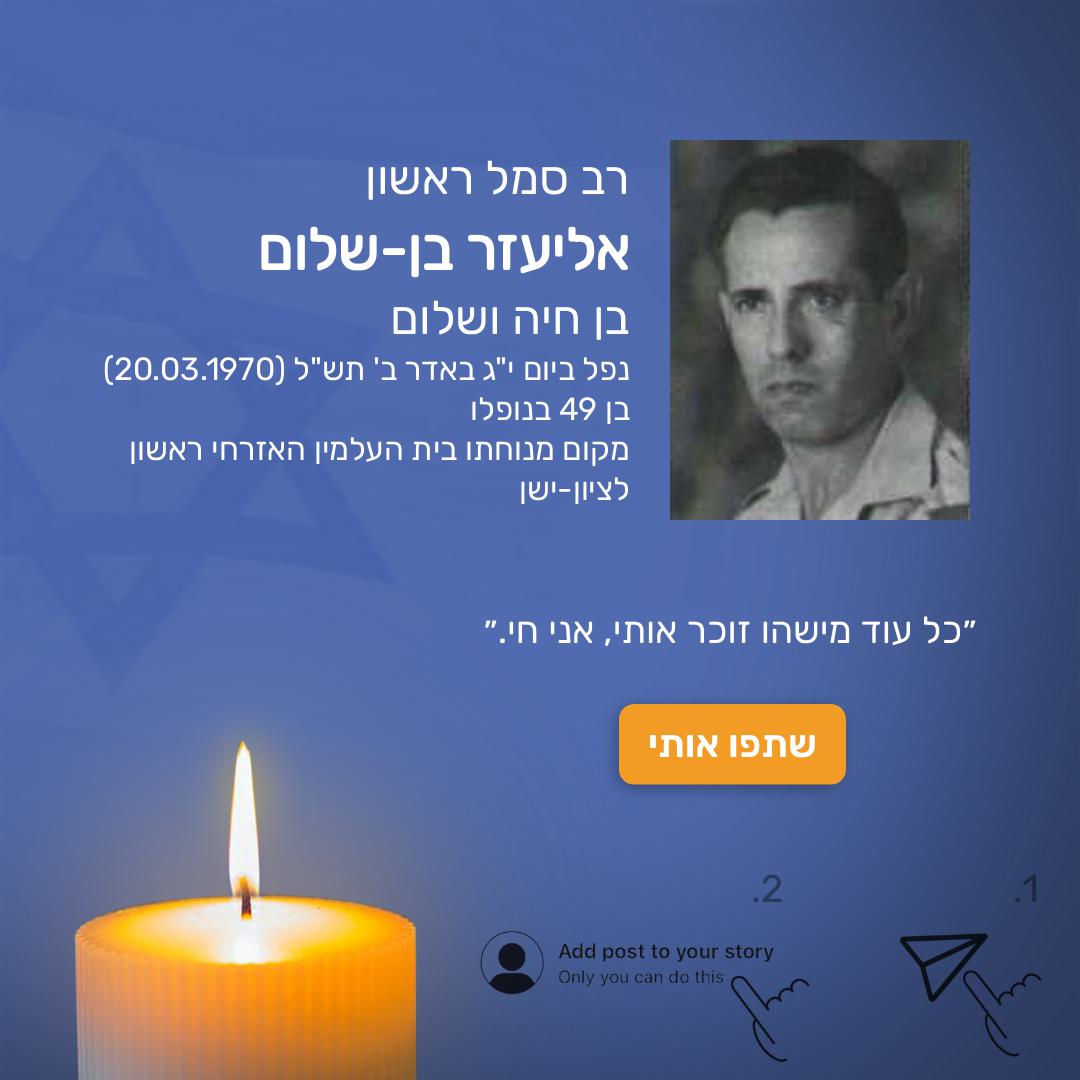 רב סמל ראשון
אליעזר בן-שלום
בן חיה ושלום
נפל ביום י"ג באדר ב' תש"ל (20.03.1970)
בן 49 בנופלו
מקום מנוחתו בית העלמין האזרחי ראשון
לציון-ישן
״כל עוד מישהו זוכר אותי, אני חי.״
שתפו אותי
.1
.2
Add post to your story
Only you can do this